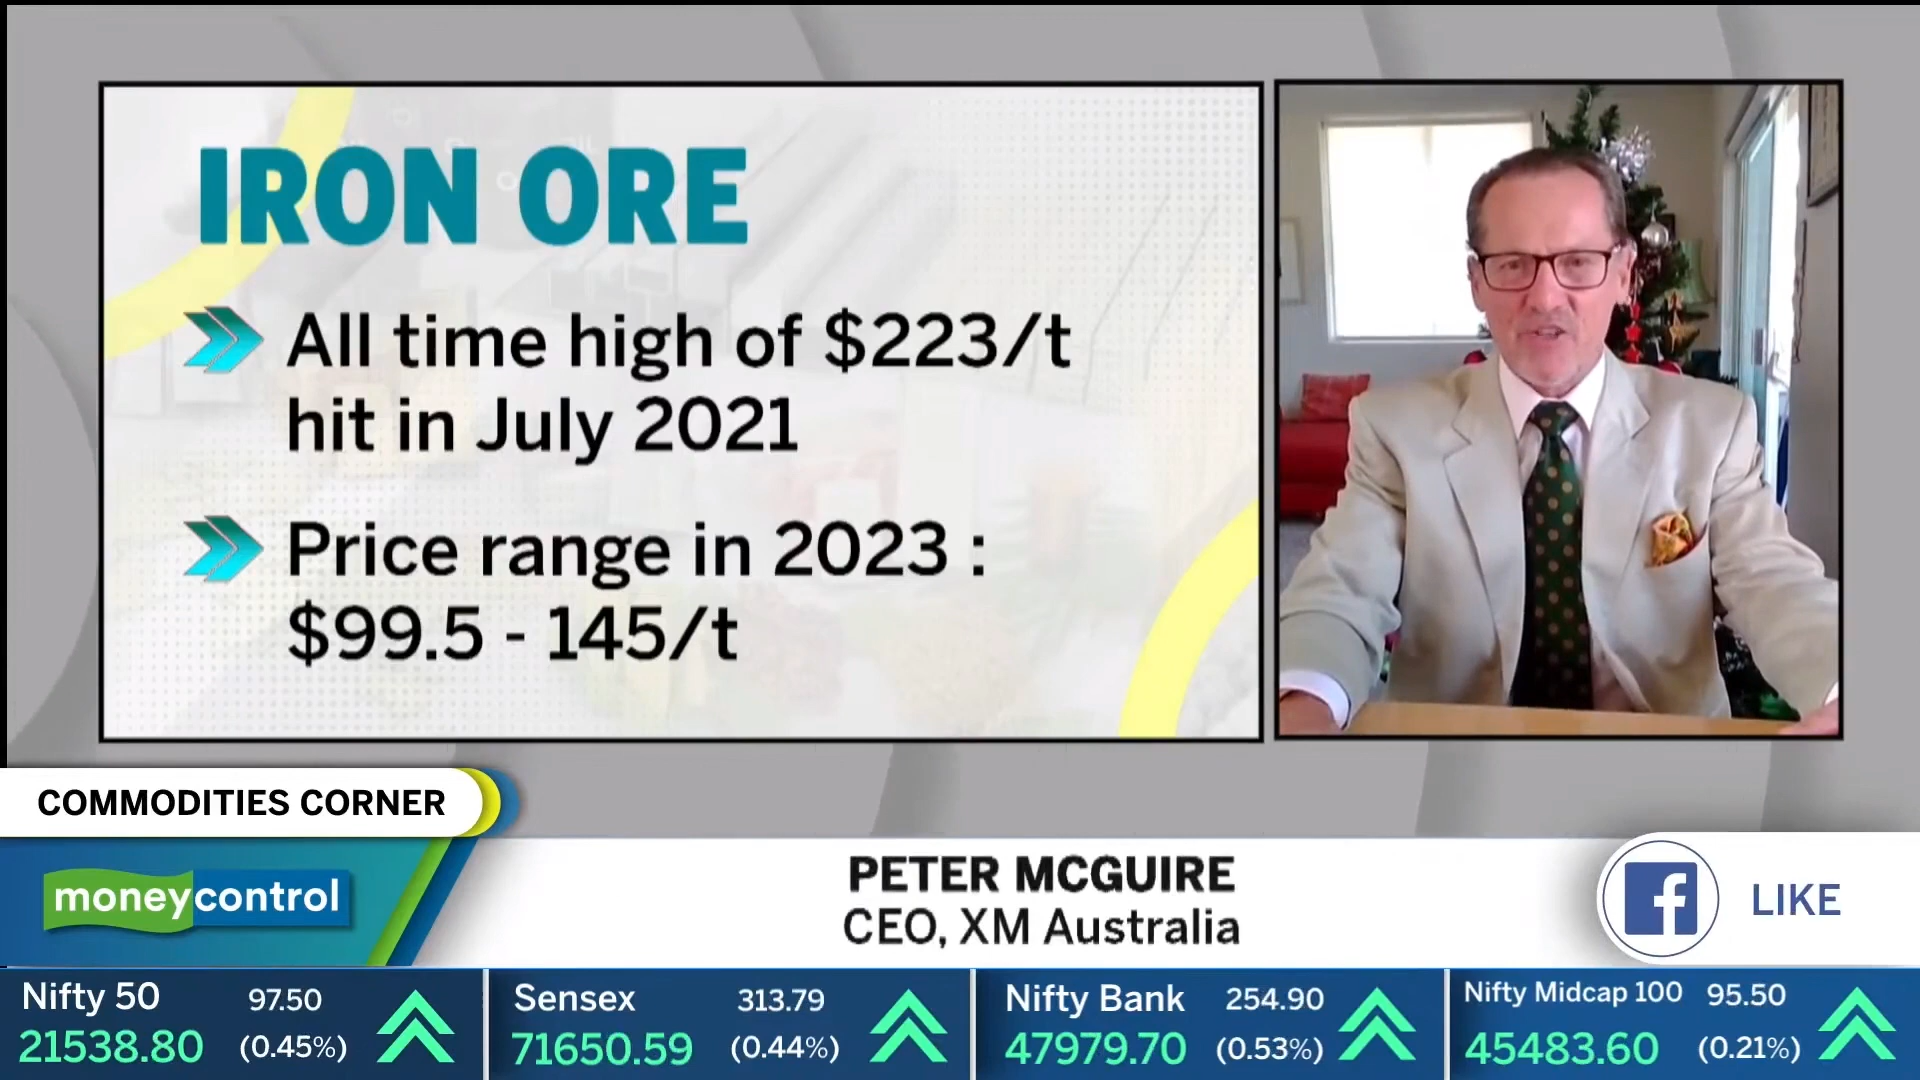 IRON ORE
All time high of $223/t
hit in July 2021
Price range in 2023 :
$99.5 - 145/t
COMMODITIES CORNER
moneycontrol
PETER MCGUIRE
CEO, XM Australia
f LIKE
Nifty 50 97.50
21538.80 (0.45%)
Sensex 313.79
71650.59 (0.44%)
Nifty Bank 254.90
47979.70 (0.53%)
Nifty Midcap 100 95.50
45483.60 (0.21%)